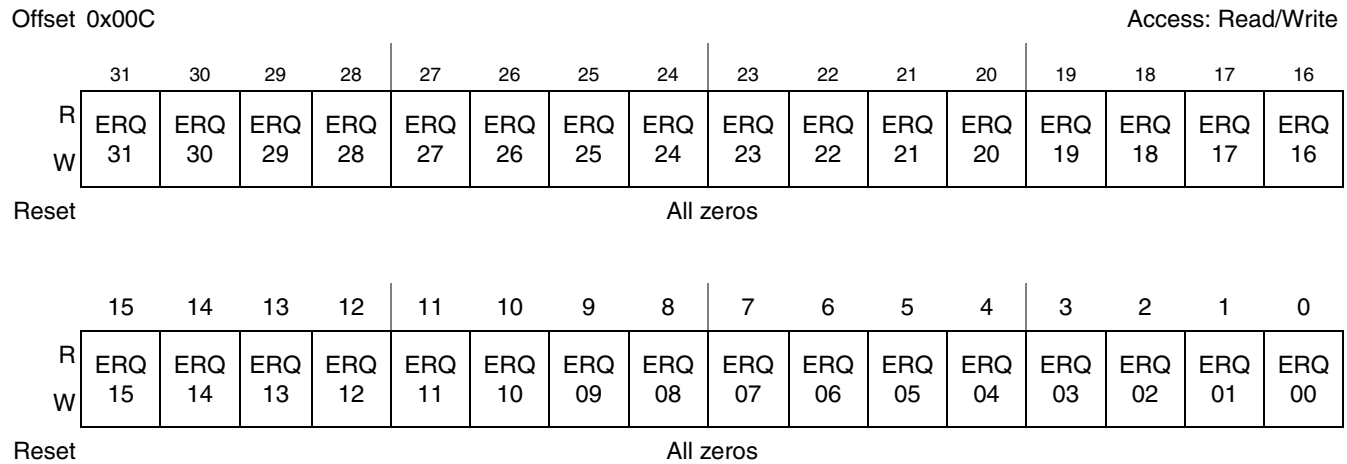 Offset 0x00C Access: Read/Write
31 30 29 28 27 26 25 24 23 22 21 20 19 18 17 16
R ERQ ERQ ERQ ERQ ERQ ERQ ERQ ERQ ERQ ERQ ERQ ERQ ERQ ERQ ERQ ERQ
W 31 30 29 28 27 26 25 24 23 22 21 20 19 18 17 16
Reset All zeros
15 14 13 12 11 10 9 8 7 6 5 4 3 2 1 0
R ERQ ERQ ERQ ERQ ERQ ERQ ERQ ERQ ERQ ERQ ERQ ERQ ERQ ERQ ERQ ERQ
W 15 14 13 12 11 10 09 08 07 06 05 04 03 02 01 00
Reset All zeros